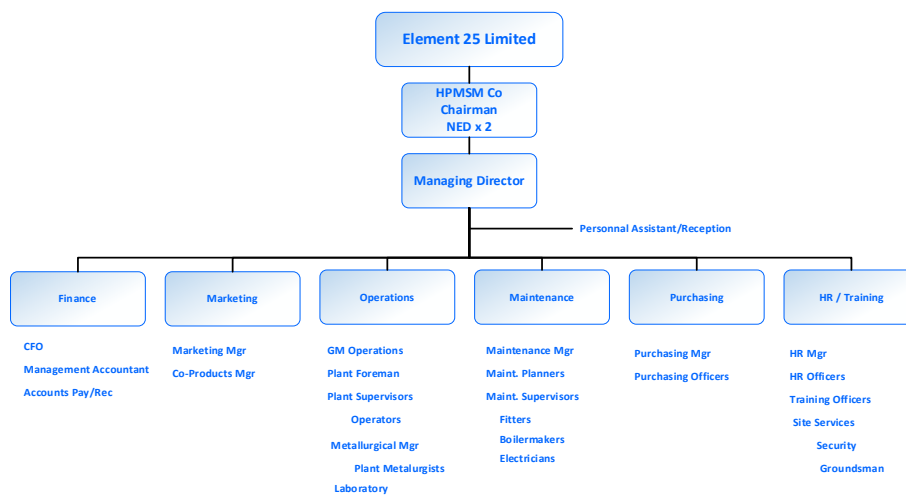 Element 25 Limited
HPMSM Co
Chairman
NED x 2
Managing Director
Personnal Assistant/Reception
Finance
CFO
Management Accountant
Accounts Pay/Rec
Marketing
Marketing Mgr
Co-Products Mgr
Operations
GM Operations
Plant Foreman
Plant Supervisors
Operators
Metallurgical Mgr
Plant Metalurgists
Laboratory
Maintenance
Maintenance Mgr
Maint. Planners
Maint. Supervisors
Fitters
Boilermakers
Electricians
Purchasing
Purchasing Mgr
Purchasing Officers
HR / Training
HR Mgr
HR Officers
Training Officers
Site Services
Security
Groundsman